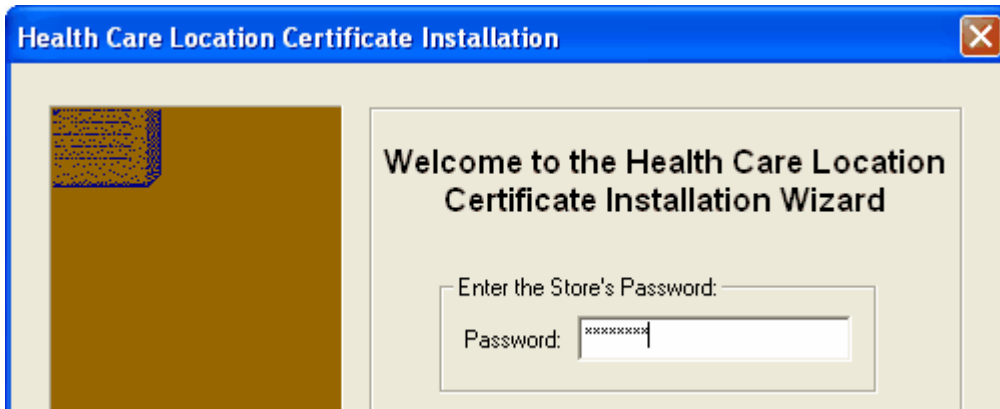 Health Care Location Certificate Installation
Welcome to the Health Care Location
Certificate Installation Wizard
Enter the Store's Password:
Password: xxxxxxxx